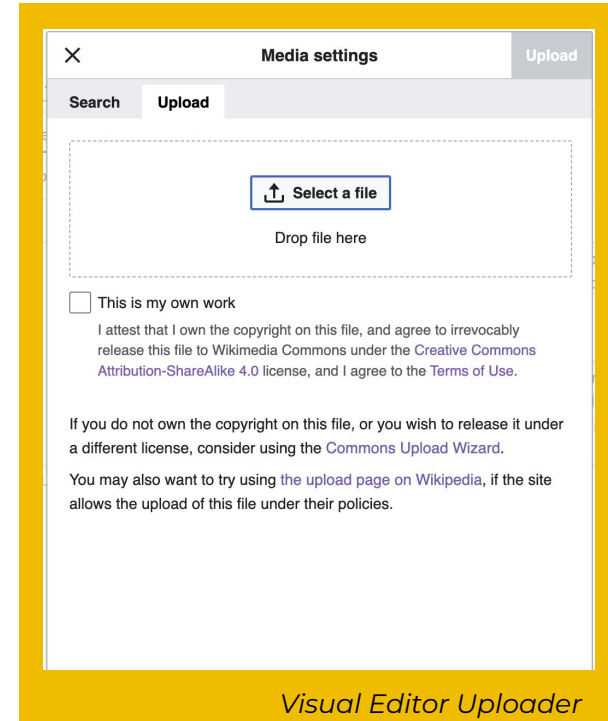 Media settings
Upload
Search
Upload
Select a file
Drop file here
This is my own work
I attest that I own the copyright on this file, and agree to irrevocably
release this file to Wikimedia Commons under the Creative Commons
Attribution-ShareAlike 4.0 license, and I agree to the Terms of Use.
If you do not own the copyright on this file, or you wish to release it under
a different license, consider using the Commons Upload Wizard.
You may also want to try using the upload page on Wikipedia, if the site
allows the upload of this file under their policies.
Visual Editor Uploader